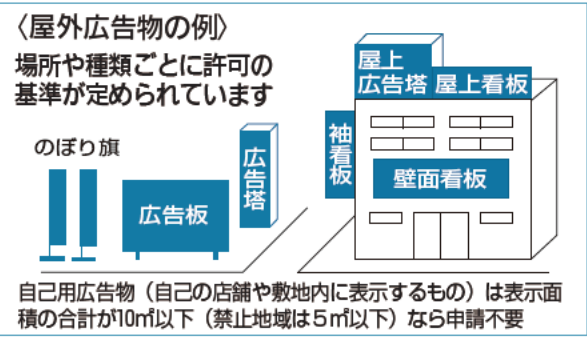 〈屋外広告物の例〉
場所や種類ごとに許可の
基準が定められています
屋上
広告塔
屋上看板
のぼり旗
広告板
広告塔
袖看板
壁面看板
自己用広告物（自己の店舗や敷地内に表示するもの）は表示面
積の合計が10㎡以下（禁止地域は５㎡以下）なら申請不要